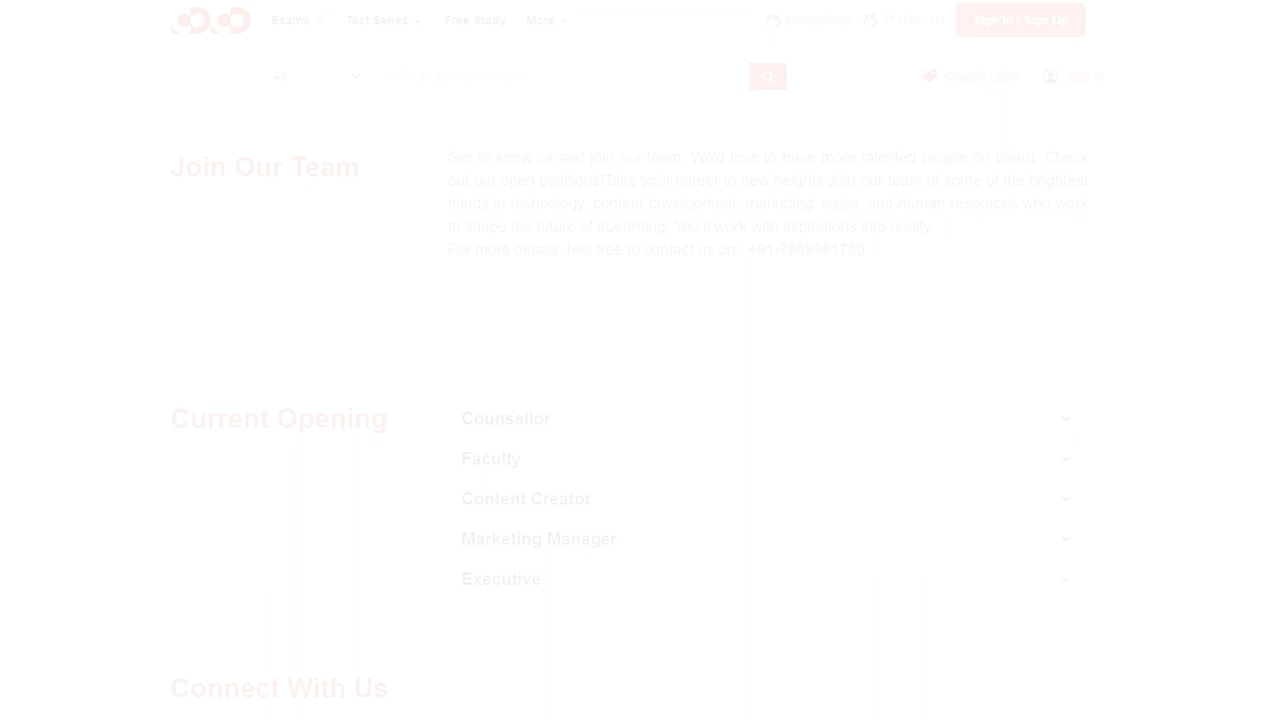 Exams
Test Series
Free Study
More
Sign In / Sign Up
All
Sign In
Join Our Team
Get to know us and join our team. We'd love to have more talented people on board. Check
out our open positions!Take your career to new heights Join our team of some of the brightest
minds in technology, content development, marketing, sales, and human resources who work
to shape the future of eLearning. You'll work with aspirations into reality.
For more details, feel free to contact us on :
Current Opening
Counsellor
Faculty
Content Creator
Marketing Manager
Executive
Connect With Us